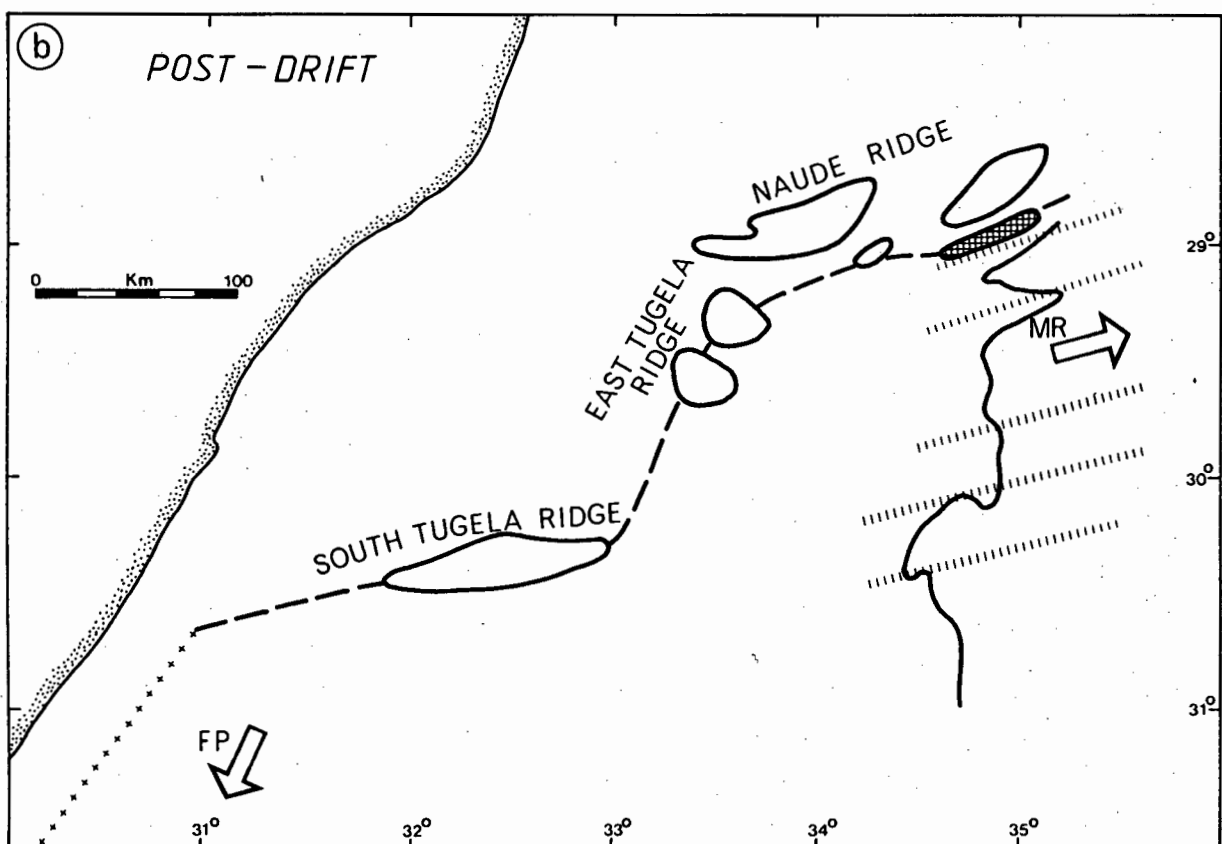 b
POST-DRIFT
NAUDE RIDGE
29°
0 Km 100
EAST TUGELA
RIDGE
MR
30°
SOUTH TUGELA RIDGE
31°
FP
31° 32° 33° 34° 35°